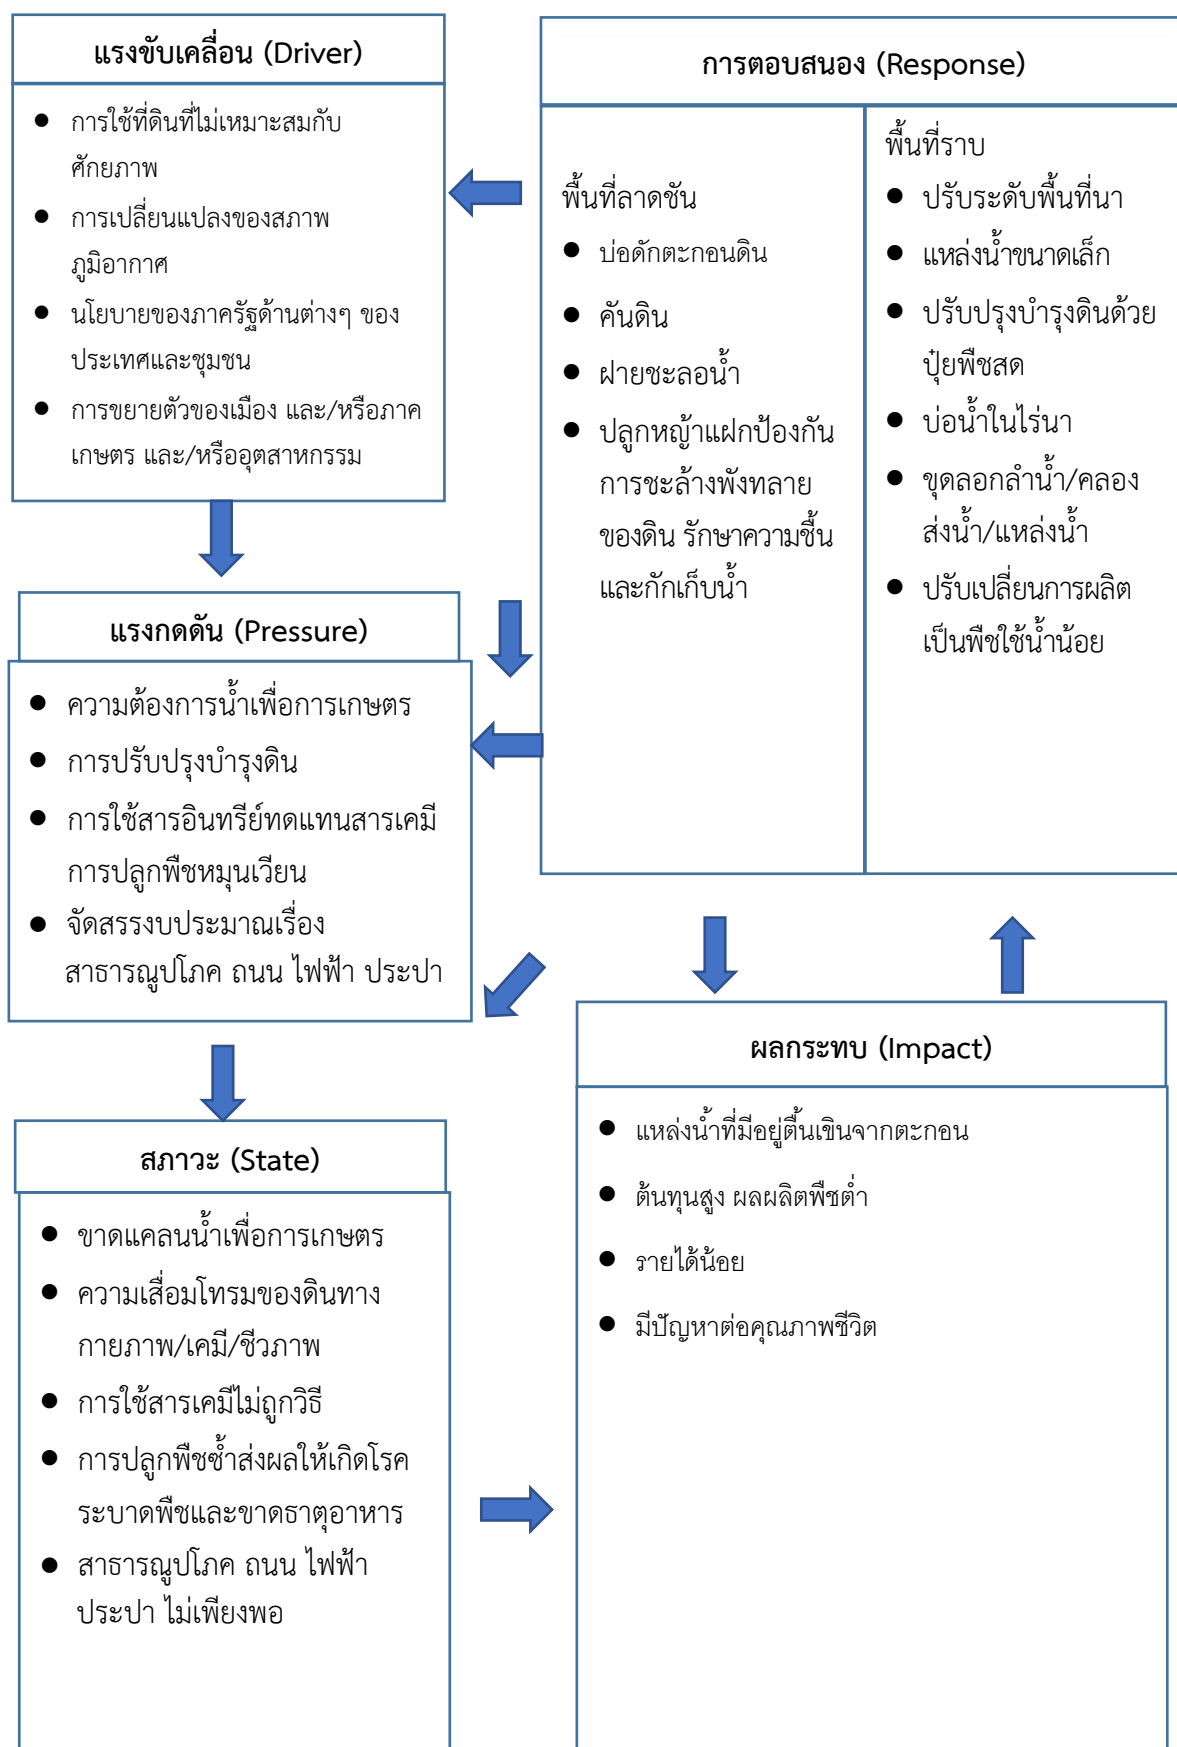 แรงขับเคลื่อน (Driver)
● การใช้ที่ดินที่ไม่เหมาะสมกับ
ศักยภาพ
● การเปลี่ยนแปลงของสภาพ
ภูมิอากาศ
● นโยบายของภาครัฐด้านต่างๆ ของ
ประเทศและชุมชน
● การขยายตัวของเมือง และ/หรือภาค
เกษตร และ/หรืออุตสาหกรรม
การตอบสนอง (Response)
พื้นที่ลาดชัน
● บ่อดักตะกอนดิน
● คันดิน
● ฝายชะลอน้ำ
● ปลูกหญ้าแฝกป้องกัน
การชะล้างพังทลาย
ของดิน รักษาความชื้น
และกักเก็บน้ำ
พื้นที่ราบ
● ปรับระดับพื้นที่นา
● แหล่งน้ำขนาดเล็ก
● ปรับปรุงบำรุงดินด้วย
ปุ๋ยพืชสด
● บ่อน้ำในไร่นา
● ขุดลอกลำน้ำ/คลอง
ส่งน้ำ/แหล่งน้ำ
● ปรับเปลี่ยนการผลิต
เป็นพืชใช้น้ำน้อย
แรงกดดัน (Pressure)
● ความต้องการน้ำเพื่อการเกษตร
● การปรับปรุงบำรุงดิน
● การใช้สารอินทรีย์ทดแทนสารเคมี
การปลูกพืชหมุนเวียน
● จัดสรรงบประมาณเรื่อง
สาธารณูปโภค ถนน ไฟฟ้า ประปา
สภาวะ (State)
● ขาดแคลนน้ำเพื่อการเกษตร
● ความเสื่อมโทรมของดินทาง
กายภาพ/เคมี/ชีวภาพ
● การใช้สารเคมีไม่ถูกวิธี
● การปลูกพืชซ้ำส่งผลให้เกิดโรค
ระบาดพืชและขาดธาตุอาหาร
● สาธารณูปโภค ถนน ไฟฟ้า
ประปา ไม่เพียงพอ
ผลกระทบ (Impact)
● แหล่งน้ำที่มีอยู่ตื้นเขินจากตะกอน
● ต้นทุนสูง ผลผลิตพืชต่ำ
● รายได้น้อย
● มีปัญหาต่อคุณภาพชีวิต